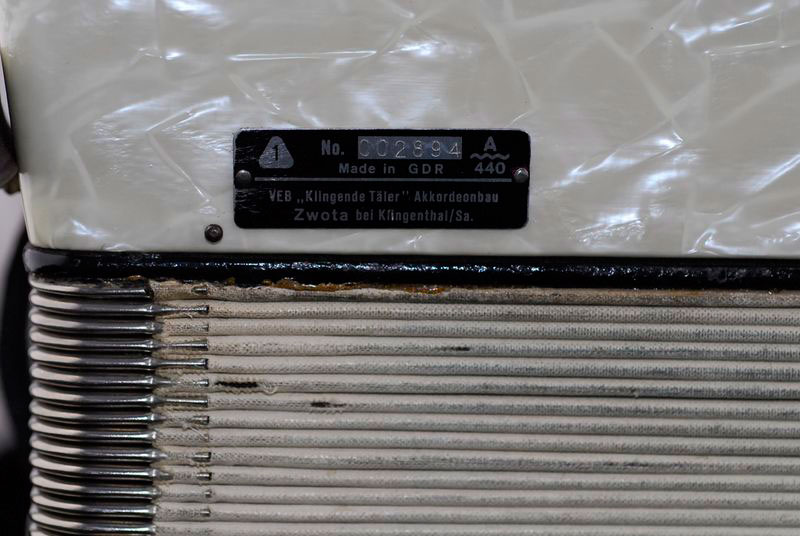 1 No. 002894 A
Made in GDR 440
VEB „Klingende Täler" Akkordeonbau
Zwota bei Klingenthal/Sa.